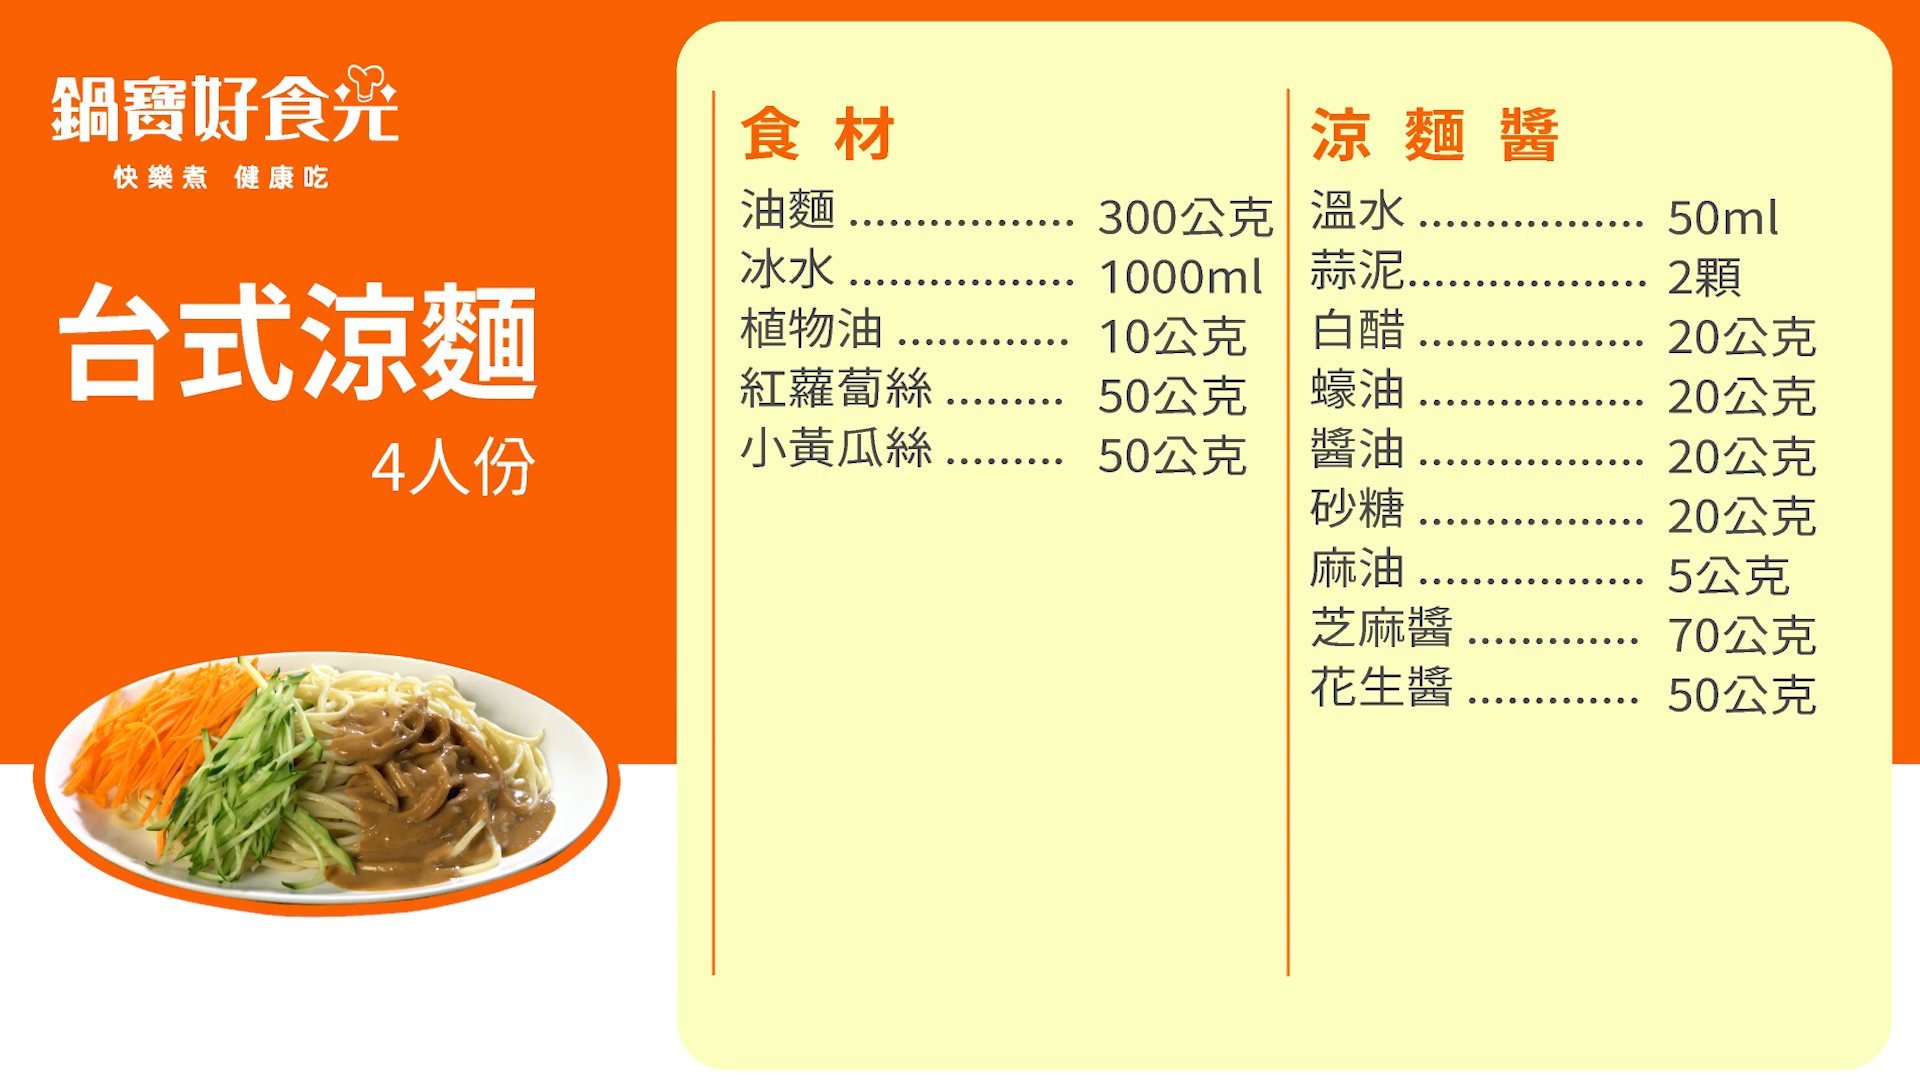 鍋寶好食光
快樂煮 健康吃
台式涼麵
4人份
食材
油麵 ................. 300公克
冰水 ................. 1000ml
植物油 ............. 10公克
紅蘿蔔絲 ......... 50公克
小黃瓜絲 ......... 50公克
涼麵醬
溫水 ................. 50ml
蒜泥.................. 2顆
白醋 ................. 20公克
蠔油 ................. 20公克
醬油 ................. 20公克
砂糖 ................. 20公克
麻油 ................. 5公克
芝麻醬 ............. 70公克
花生醬 ............. 50公克